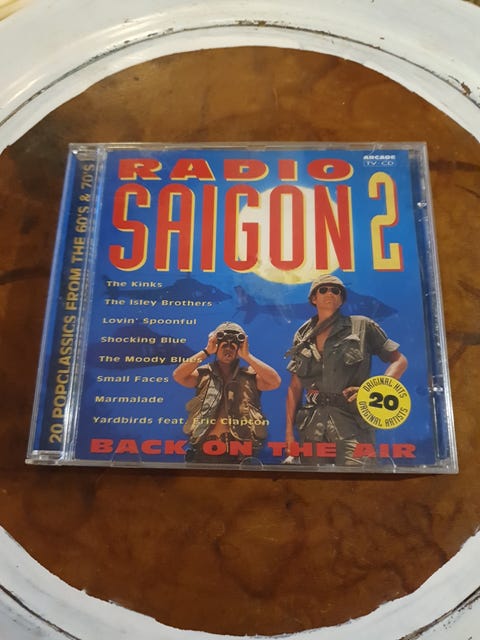 20 POPCLASSICS FROM THE 60'S & 70'S
ARCADE
TV·CD
RADIO
SAIGON 2
The Kinks
The Isley Brothers
Lovin' Spoonful
Shocking Blue
The Moody Blues
Small Faces
Marmalade
Yardbirds feat. Eric Clapton
ORIGINAL HITS
20
ORIGINAL ARTISTS
BACK ON THE AIR